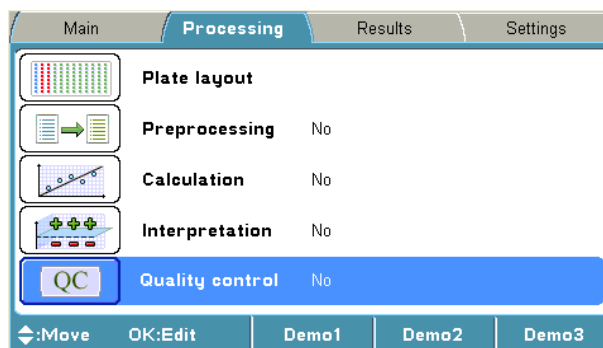 Main Processing Results Settings
Plate layout
Preprocessing No
Calculation No
Interpretation No
QC Quality control No
:Move OK:Edit Demo1 Demo2 Demo3